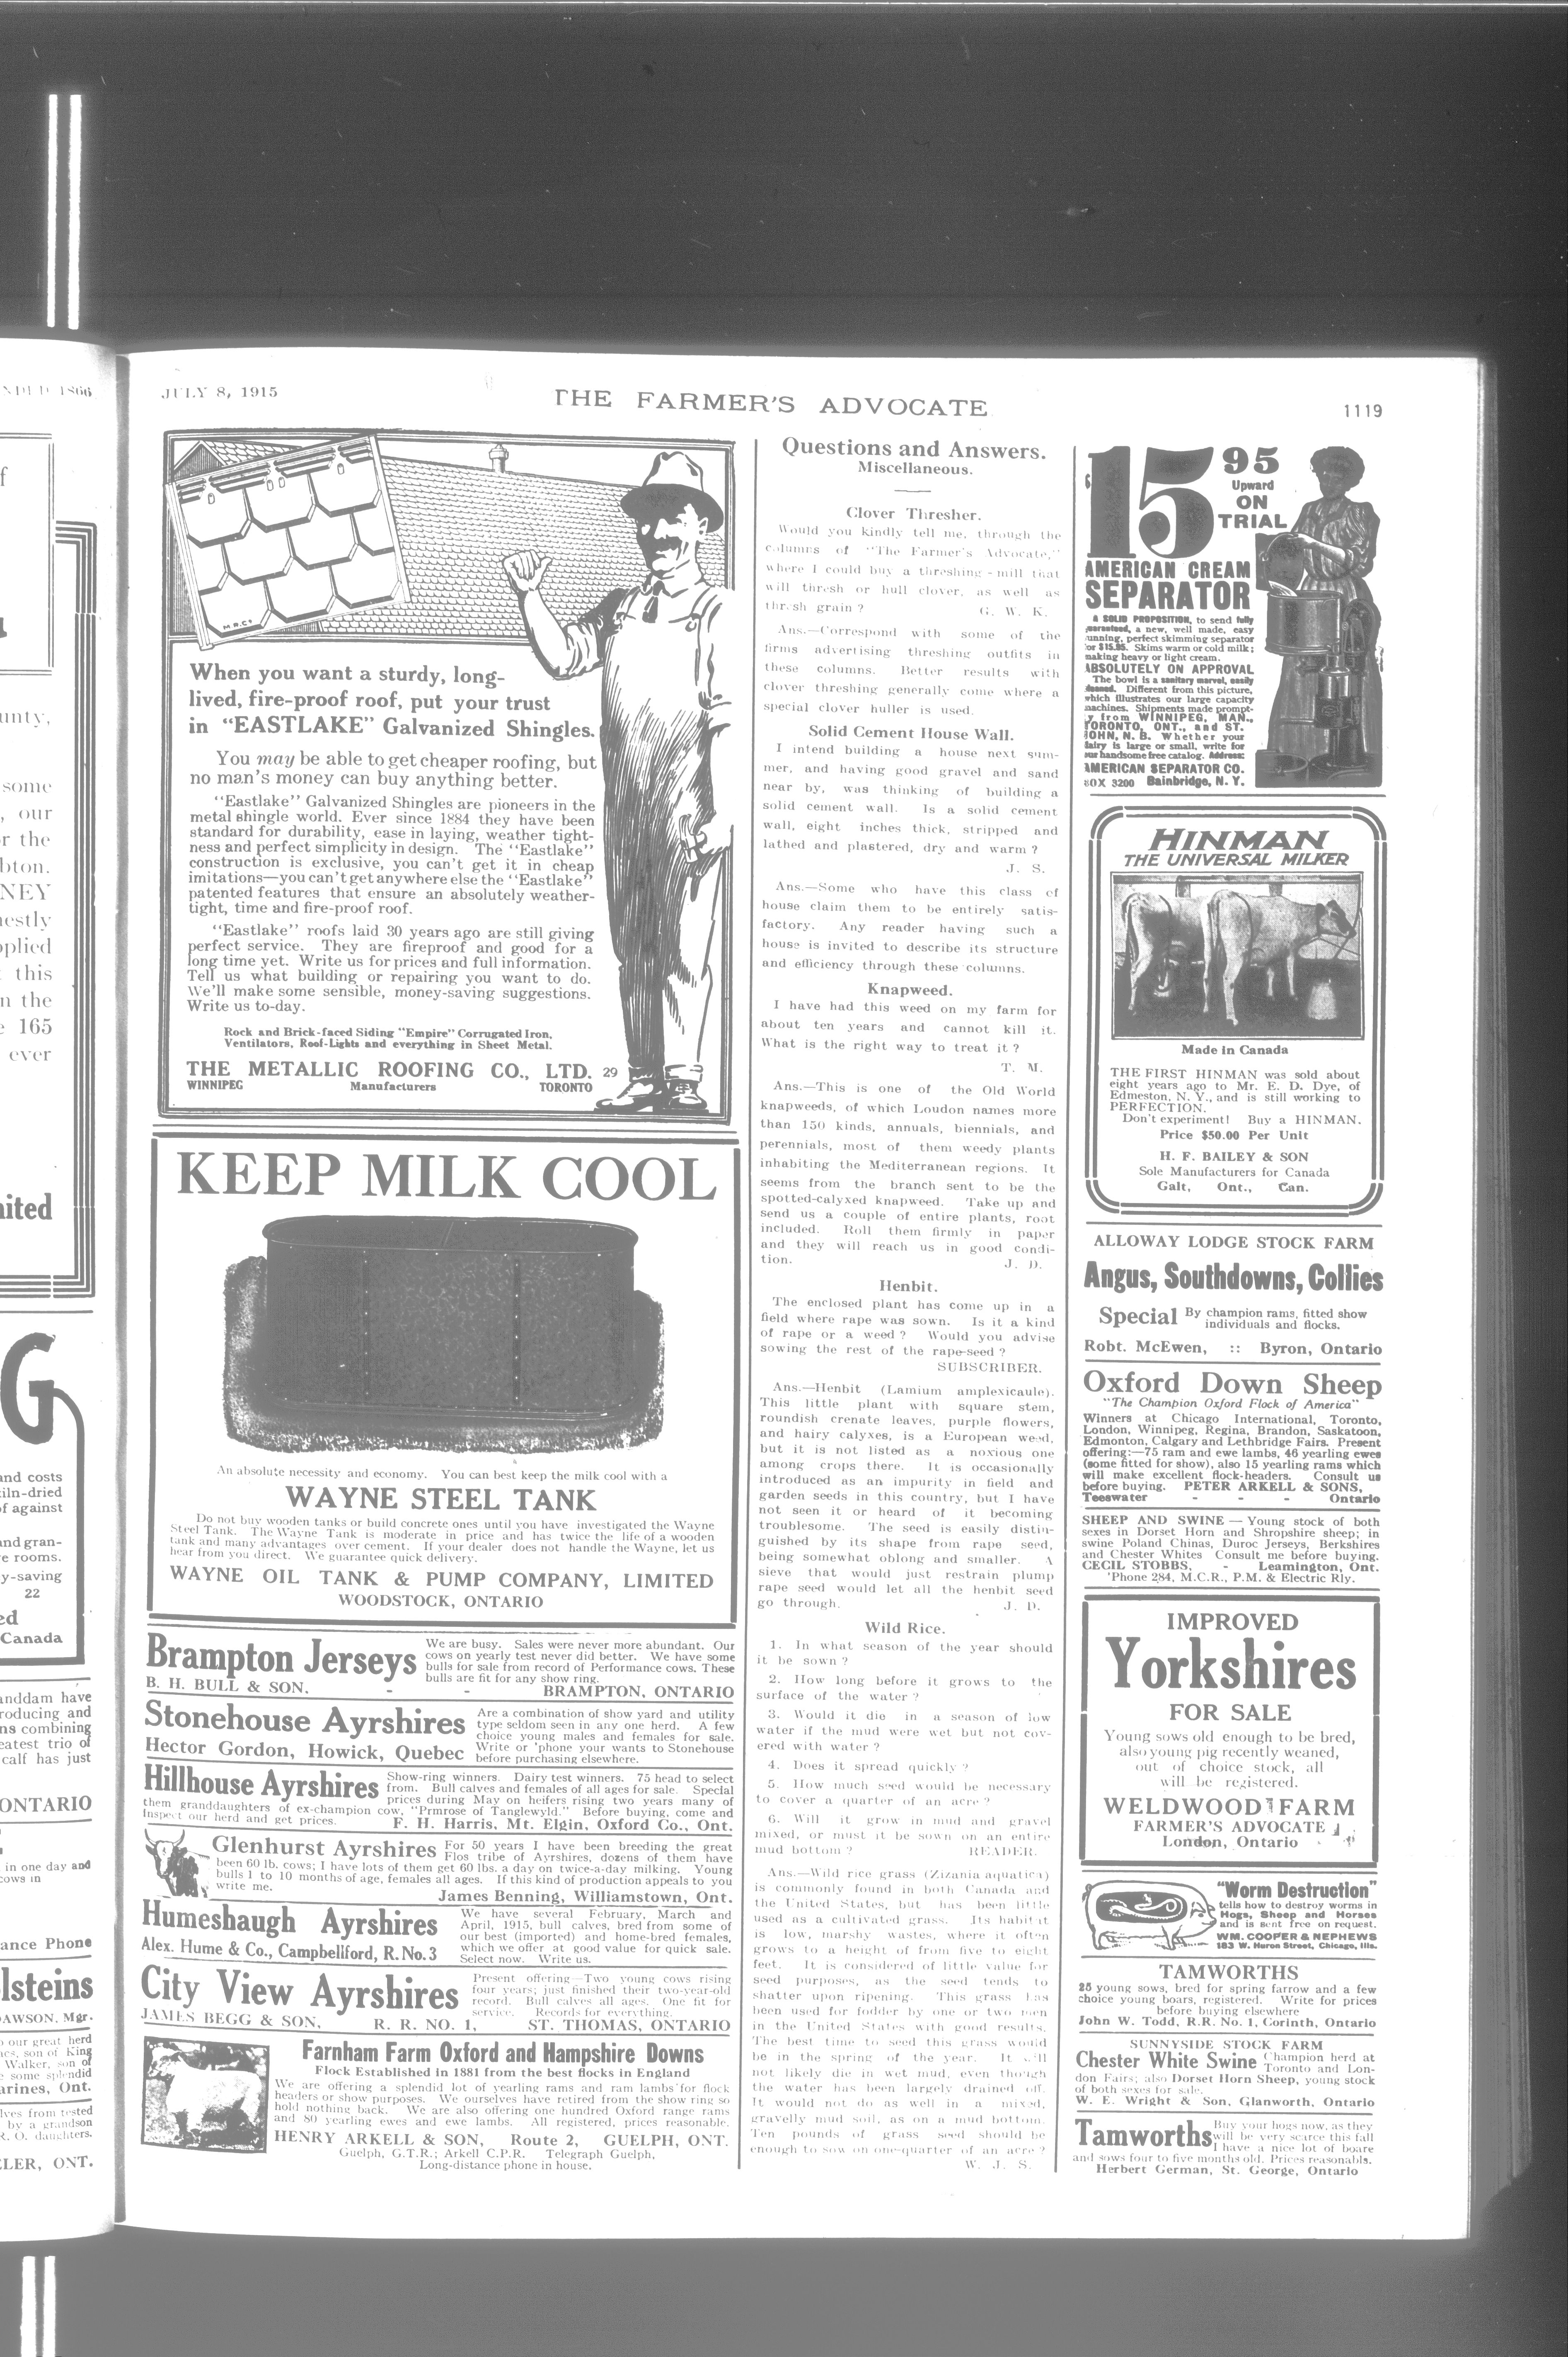 JULY 8, 1915
THE FARMER'S ADVOCATE
1119
M.R.Co
When you want a sturdy, long-
lived, fire-proof roof, put your trust
in "EASTLAKE" Galvanized Shingles.
You may be able to get cheaper roofing, but
no man's money can buy anything better.
"Eastlake" Galvanized Shingles are pioneers in the
metal shingle world. Ever since 1884 they have been
standard for durability, ease in laying, weather tight-
ness and perfect simplicity in design. The "Eastlake"
construction is exclusive, you can't get it in cheap
imitations—you can't get anywhere else the "Eastlake"
patented features that ensure an absolutely weather-
tight, time and fire-proof roof.
"Eastlake" roofs laid 30 years ago are still giving
perfect service. They are fireproof and good for a
long time yet. Write us for prices and full information.
Tell us what building or repairing you want to do.
We'll make some sensible, money-saving suggestions.
Write us to-day.
Rock and Brick-faced Siding "Empire" Corrugated Iron,
Ventilators, Roof-Lights and everything in Sheet Metal.
THE METALLIC ROOFING CO., LTD. 29
WINNIPEG Manufacturers TORONTO
KEEP MILK COOL
An absolute necessity and economy. You can best keep the milk cool with a
WAYNE STEEL TANK
Do not buy wooden tanks or build concrete ones until you have investigated the Wayne
Steel Tank. The Wayne Tank is moderate in price and has twice the life of a wooden
tank and many advantages over cement. If your dealer does not handle the Wayne, let us
hear from you direct. We guarantee quick delivery.
WAYNE OIL TANK & PUMP COMPANY, LIMITED
WOODSTOCK, ONTARIO
Brampton Jerseys
We are busy. Sales were never more abundant. Our
cows on yearly test never did better. We have some
bulls for sale from record of Performance cows. These
bulls are fit for any show ring.
B. H. BULL & SON. - - BRAMPTON, ONTARIO
Stonehouse Ayrshires
Are a combination of show yard and utility
type seldom seen in any one herd. A few
choice young males and females for sale.
Write or 'phone your wants to Stonehouse
before purchasing elsewhere.
Hector Gordon, Howick, Quebec
Hillhouse Ayrshires
Show-ring winners. Dairy test winners. 75 head to select
from. Bull calves and females of all ages for sale. Special
prices during May on heifers rising two years many of
them granddaughters of ex-champion cow, "Prmrose of Tanglewyld." Before buying, come and
Inspect our herd and get prices. F. H. Harris, Mt. Elgin, Oxford Co., Ont.
Glenhurst Ayrshires
For 50 years I have been breeding the great
Flos tribe of Ayrshires, dozens of them have
been 60 lb. cows; I have lots of them get 60 lbs. a day on twice-a-day milking. Young
bulls 1 to 10 months of age, females all ages. If this kind of production appeals to you
write me.
James Benning, Williamstown, Ont.
Humeshaugh Ayrshires
We have several February, March and
April, 1915, bull calves, bred from some of
our best (imported) and home-bred females,
which we offer at good value for quick sale.
Select now. Write us.
Alex. Hume & Co., Campbellford, R. No. 3
City View Ayrshires
Present offering—Two young cows rising
four years; just finished their two-year-old
record. Bull calves all ages. One fit for
service. Records for everything.
JAMES BEGG & SON, R. R. NO. 1, ST. THOMAS, ONTARIO
Farnham Farm Oxford and Hampshire Downs
Flock Established in 1881 from the best flocks in England
We are offering a splendid lot of yearling rams and ram lambs for flock
headers or show purposes. We ourselves have retired from the show ring so
hold nothing back. We are also offering one hundred Oxford range rams
and 80 yearling ewes and ewe lambs. All registered, prices reasonable.
HENRY ARKELL & SON, Route 2, GUELPH, ONT.
Guelph, G.T.R.; Arkell C.P.R. Telegraph Guelph,
Long-distance phone in house.
Questions and Answers.
Miscellaneous.
Clover Thresher.
Would you kindly tell me, through the
columns of "The Farmer's Advocate,"
where I could buy a threshing-mill that
will thresh or hull clover, as well as
thresh grain? G. W. K.
Ans.—Correspond with some of the
firms advertising threshing outfits in
these columns. Better results with
clover threshing generally come where a
special clover huller is used.
Solid Cement House Wall.
I intend building a house next sum-
mer, and having good gravel and sand
near by, was thinking of building a
solid cement wall. Is a solid cement
wall, eight inches thick, stripped and
lathed and plastered, dry and warm?
J. S.
Ans.—Some who have this class of
house claim them to be entirely satis-
factory. Any reader having such a
house is invited to describe its structure
and efficiency through these columns.
Knapweed.
I have had this weed on my farm for
about ten years and cannot kill it.
What is the right way to treat it?
T. M.
Ans.—This is one of the Old World
knapweeds, of which Loudon names more
than 150 kinds, annuals, biennials, and
perennials, most of them weedy plants
inhabiting the Mediterranean regions. It
seems from the branch sent to be the
spotted-calyxed knapweed. Take up and
send us a couple of entire plants, root
included. Roll them firmly in paper
and they will reach us in good condi-
tion. J. D.
Henbit.
The enclosed plant has come up in a
field where rape was sown. Is it a kind
of rape or a weed? Would you advise
sowing the rest of the rape-seed?
SUBSCRIBER.
Ans.—Henbit (Lamium amplexicaule).
This little plant with square stem,
roundish crenate leaves, purple flowers,
and hairy calyxes, is a European weed,
but it is not listed as a noxious one
among crops there. It is occasionally
introduced as an impurity in field and
garden seeds in this country, but I have
not seen it or heard of it becoming
troublesome. The seed is easily distin-
guished by its shape from rape seed,
being somewhat oblong and smaller. A
sieve that would just restrain plump
rape seed would let all the henbit seed
go through. J. D.
Wild Rice.
1. In what season of the year should
it be sown?
2. How long before it grows to the
surface of the water?
3. Would it die in a season of low
water if the mud were wet but not cov-
ered with water?
4. Does it spread quickly?
5. How much seed would be necessary
to cover a quarter of an acre?
6. Will it grow in mud and gravel
mixed, or must it be sown on an entire
mud bottom? READER.
Ans.—Wild rice grass (Zizania aquatica)
is commonly found in both Canada and
the United States, but has been little
used as a cultivated grass. Its habit it
is low, marshy wastes, where it often
grows to a height of from five to eight
feet. It is considered of little value for
seed purposes, as the seed tends to
shatter upon ripening. This grass has
been used for fodder by one or two men
in the United States with good results.
The best time to seed this grass would
be in the spring of the year. It will
not likely die in wet mud, even though
the water has been largely drained off.
It would not do as well in a mixed,
gravelly mud soil, as on a mud bottom.
Ten pounds of grass seed should be
enough to sow on one-quarter of an acre?
W. J. S.
15 95
Upward
ON
TRIAL
AMERICAN CREAM
SEPARATOR
A SOLID PROPOSITION, to send fully
guaranteed, a new, well made, easy
running, perfect skimming separator
for $15.95. Skims warm or cold milk;
making heavy or light cream.
ABSOLUTELY ON APPROVAL
The bowl is a sanitary marvel, easily
cleaned. Different from this picture,
which illustrates our large capacity
machines. Shipments made prompt-
ly from WINNIPEG, MAN.,
TORONTO, ONT., and ST.
JOHN, N. B. Whether your
dairy is large or small, write for
our handsome free catalog. Address:
AMERICAN SEPARATOR CO.
BOX 3200 Bainbridge, N. Y.
HINMAN
THE UNIVERSAL MILKER
Made in Canada
THE FIRST HINMAN was sold about
eight years ago to Mr. E. D. Dye, of
Edmeston, N. Y., and is still working to
PERFECTION.
Don't experiment! Buy a HINMAN.
Price $50.00 Per Unit
H. F. BAILEY & SON
Sole Manufacturers for Canada
Galt, Ont., Can.
ALLOWAY LODGE STOCK FARM
Angus, Southdowns, Collies
Special By champion rams, fitted show
individuals and flocks.
Robt. McEwen, :: Byron, Ontario
Oxford Down Sheep
"The Champion Oxford Flock of America"
Winners at Chicago International, Toronto,
London, Winnipeg, Regina, Brandon, Saskatoon,
Edmonton, Calgary and Lethbridge Fairs. Present
offering:—75 ram and ewe lambs, 46 yearling ewes
(some fitted for show), also 15 yearling rams which
will make excellent flock-headers. Consult us
before buying. PETER ARKELL & SONS,
Teeswater - - - Ontario
SHEEP AND SWINE — Young stock of both
sexes in Dorset Horn and Shropshire sheep; in
swine Poland Chinas, Duroc Jerseys, Berkshires
and Chester Whites Consult me before buying.
CECIL STOBBS, - Leamington, Ont.
'Phone 284, M.C.R., P.M. & Electric Rly.
IMPROVED
Yorkshires
FOR SALE
Young sows old enough to be bred,
also young pig recently weaned,
out of choice stock, all
will be registered.
WELDWOOD FARM
FARMER'S ADVOCATE
London, Ontario
"Worm Destruction"
tells how to destroy worms in
Hogs, Sheep and Horses
and is sent free on request.
WM. COOPER & NEPHEWS
183 W. Huron Street, Chicago, Ills.
TAMWORTHS
25 young sows, bred for spring farrow and a few
choice young boars, registered. Write for prices
before buying elsewhere
John W. Todd, R.R. No. 1, Corinth, Ontario
SUNNYSIDE STOCK FARM
Chester White Swine Champion herd at
Toronto and Lon-
don Fairs; also Dorset Horn Sheep, young stock
of both sexes for sale.
W. E. Wright & Son, Glanworth, Ontario
Tamworths
Buy your hogs now, as they
will be very scarce this fall
I have a nice lot of boare
and sows four to five months old. Prices reasonabls.
Herbert German, St. George, Ontario
1866
unty,
some
, our
r the
bton.
NEY
estly
plied
this
n the
165
ever
ited
G
and costs
iln-dried
of against
and gran-
e rooms.
y-saving
22
ed
Canada
anddam have
roducing and
ns combining
eatest trio of
calf has just
ONTARIO
in one day and
cows in
ance Phone
lsteins
AWSON, Mgr.
our great herd
son of King
Walker, son of
some splendid
arines, Ont.
lves from tested
by a grandson
R. O. daughters.
LER, ONT.